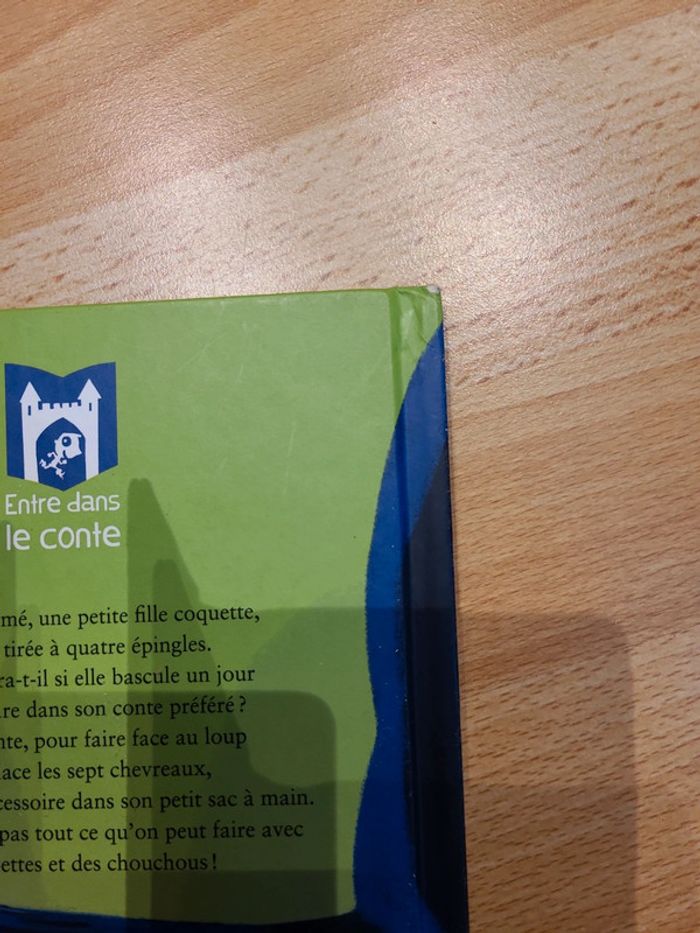 Entre dans
le conte
mé, une petite fille coquette,
tirée à quatre épingles.
ra-t-il si elle bascule un jour
re dans son conte préféré ?
nte, pour faire face au loup
ace les sept chevreaux,
cessoire dans son petit sac à main.
pas tout ce qu'on peut faire avec
ettes et des chouchous !